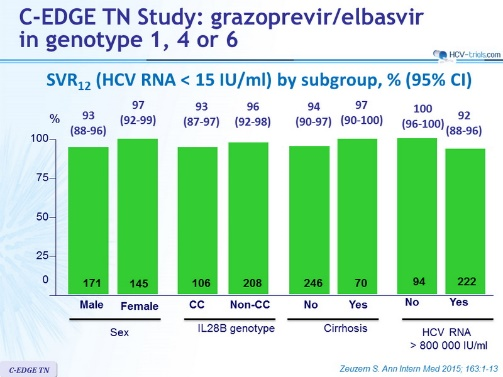 C-EDGE TN Study: grazoprevir/elbasvir
in genotype 1, 4 or 6
HCV-trials.com
SVR12 (HCV RNA < 15 IU/ml) by subgroup, % (95% CI)
%
93
(88-96)
97
(92-99)
93
(87-97)
96
(92-98)
94
(90-97)
97
(90-100)
100
(96-100)
92
(88-96)
100
75
50
25
0
171
145
106
208
246
70
94
222
Male
Female
CC
Non-CC
No
Yes
No
Yes
Sex
IL28B genotype
Cirrhosis
HCV RNA
> 800 000 IU/ml
C-EDGE TN
Zeuzem S. Ann Intern Med 2015; 163:1-13